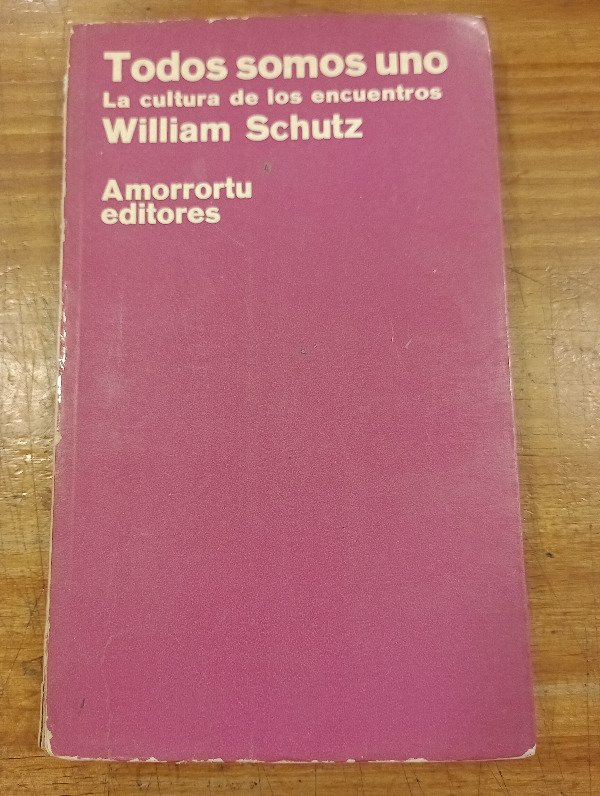 Todos somos uno
La cultura de los encuentros
William Schutz
Amorrortu
editores